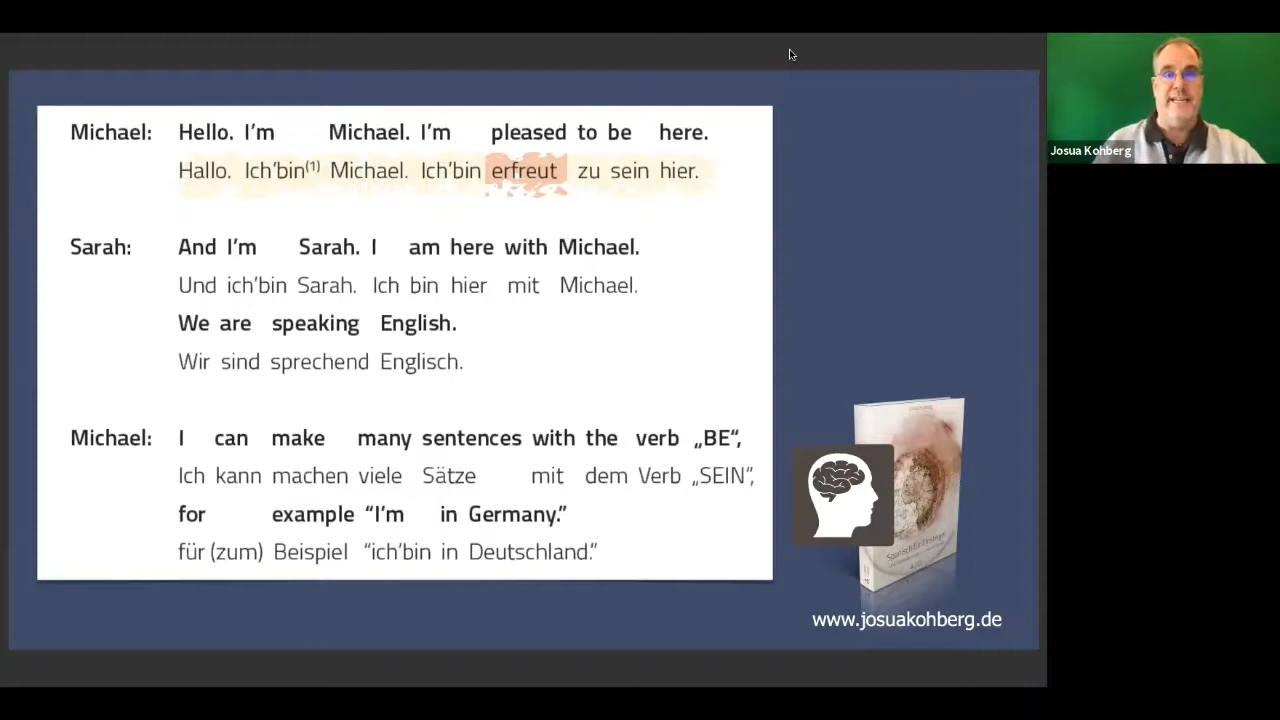 Michael: Hello. I'm Michael. I'm pleased to be here.
Hallo. Ich'bin(1) Michael. Ich'bin erfreut zu sein hier.
Sarah: And I'm Sarah. I am here with Michael.
Und ich'bin Sarah. Ich bin hier mit Michael.
We are speaking English.
Wir sind sprechend Englisch.
Michael: I can make many sentences with the verb „BE“,
Ich kann machen viele Sätze mit dem Verb „SEIN“,
for example “I'm in Germany.”
für (zum) Beispiel “ich'bin in Deutschland.”
Spanisch für Einsteiger
www.josuakohberg.de
Josua Kohberg